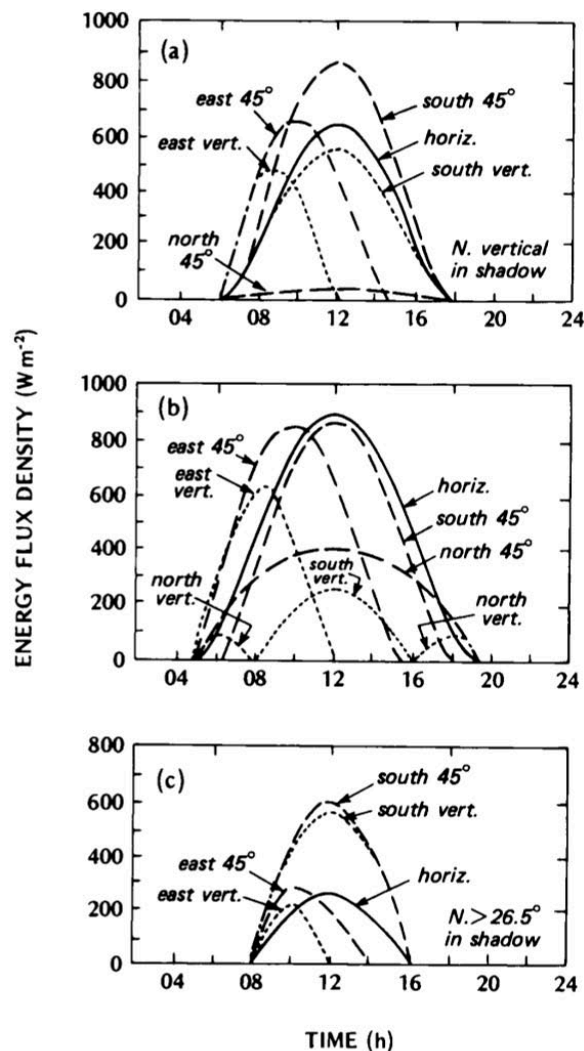 ENERGY FLUX DENSITY (Wm⁻²)
1000
800
600
400
200
0
(a)
east 45°
east vert.
north
45°
south 45°
horiz.
south vert.
N. vertical
in shadow
04 08 12 16 20 24
1000
800
600
400
200
0
(b)
east 45°
east
vert.
north
vert.
south
vert.
horiz.
south 45°
north 45°
north
vert.
04 08 12 16 20 24
800
600
400
200
0
(c)
east 45°
east vert.
south 45°
south vert.
horiz.
N.>26.5°
in shadow
04 08 12 16 20 24
TIME (h)